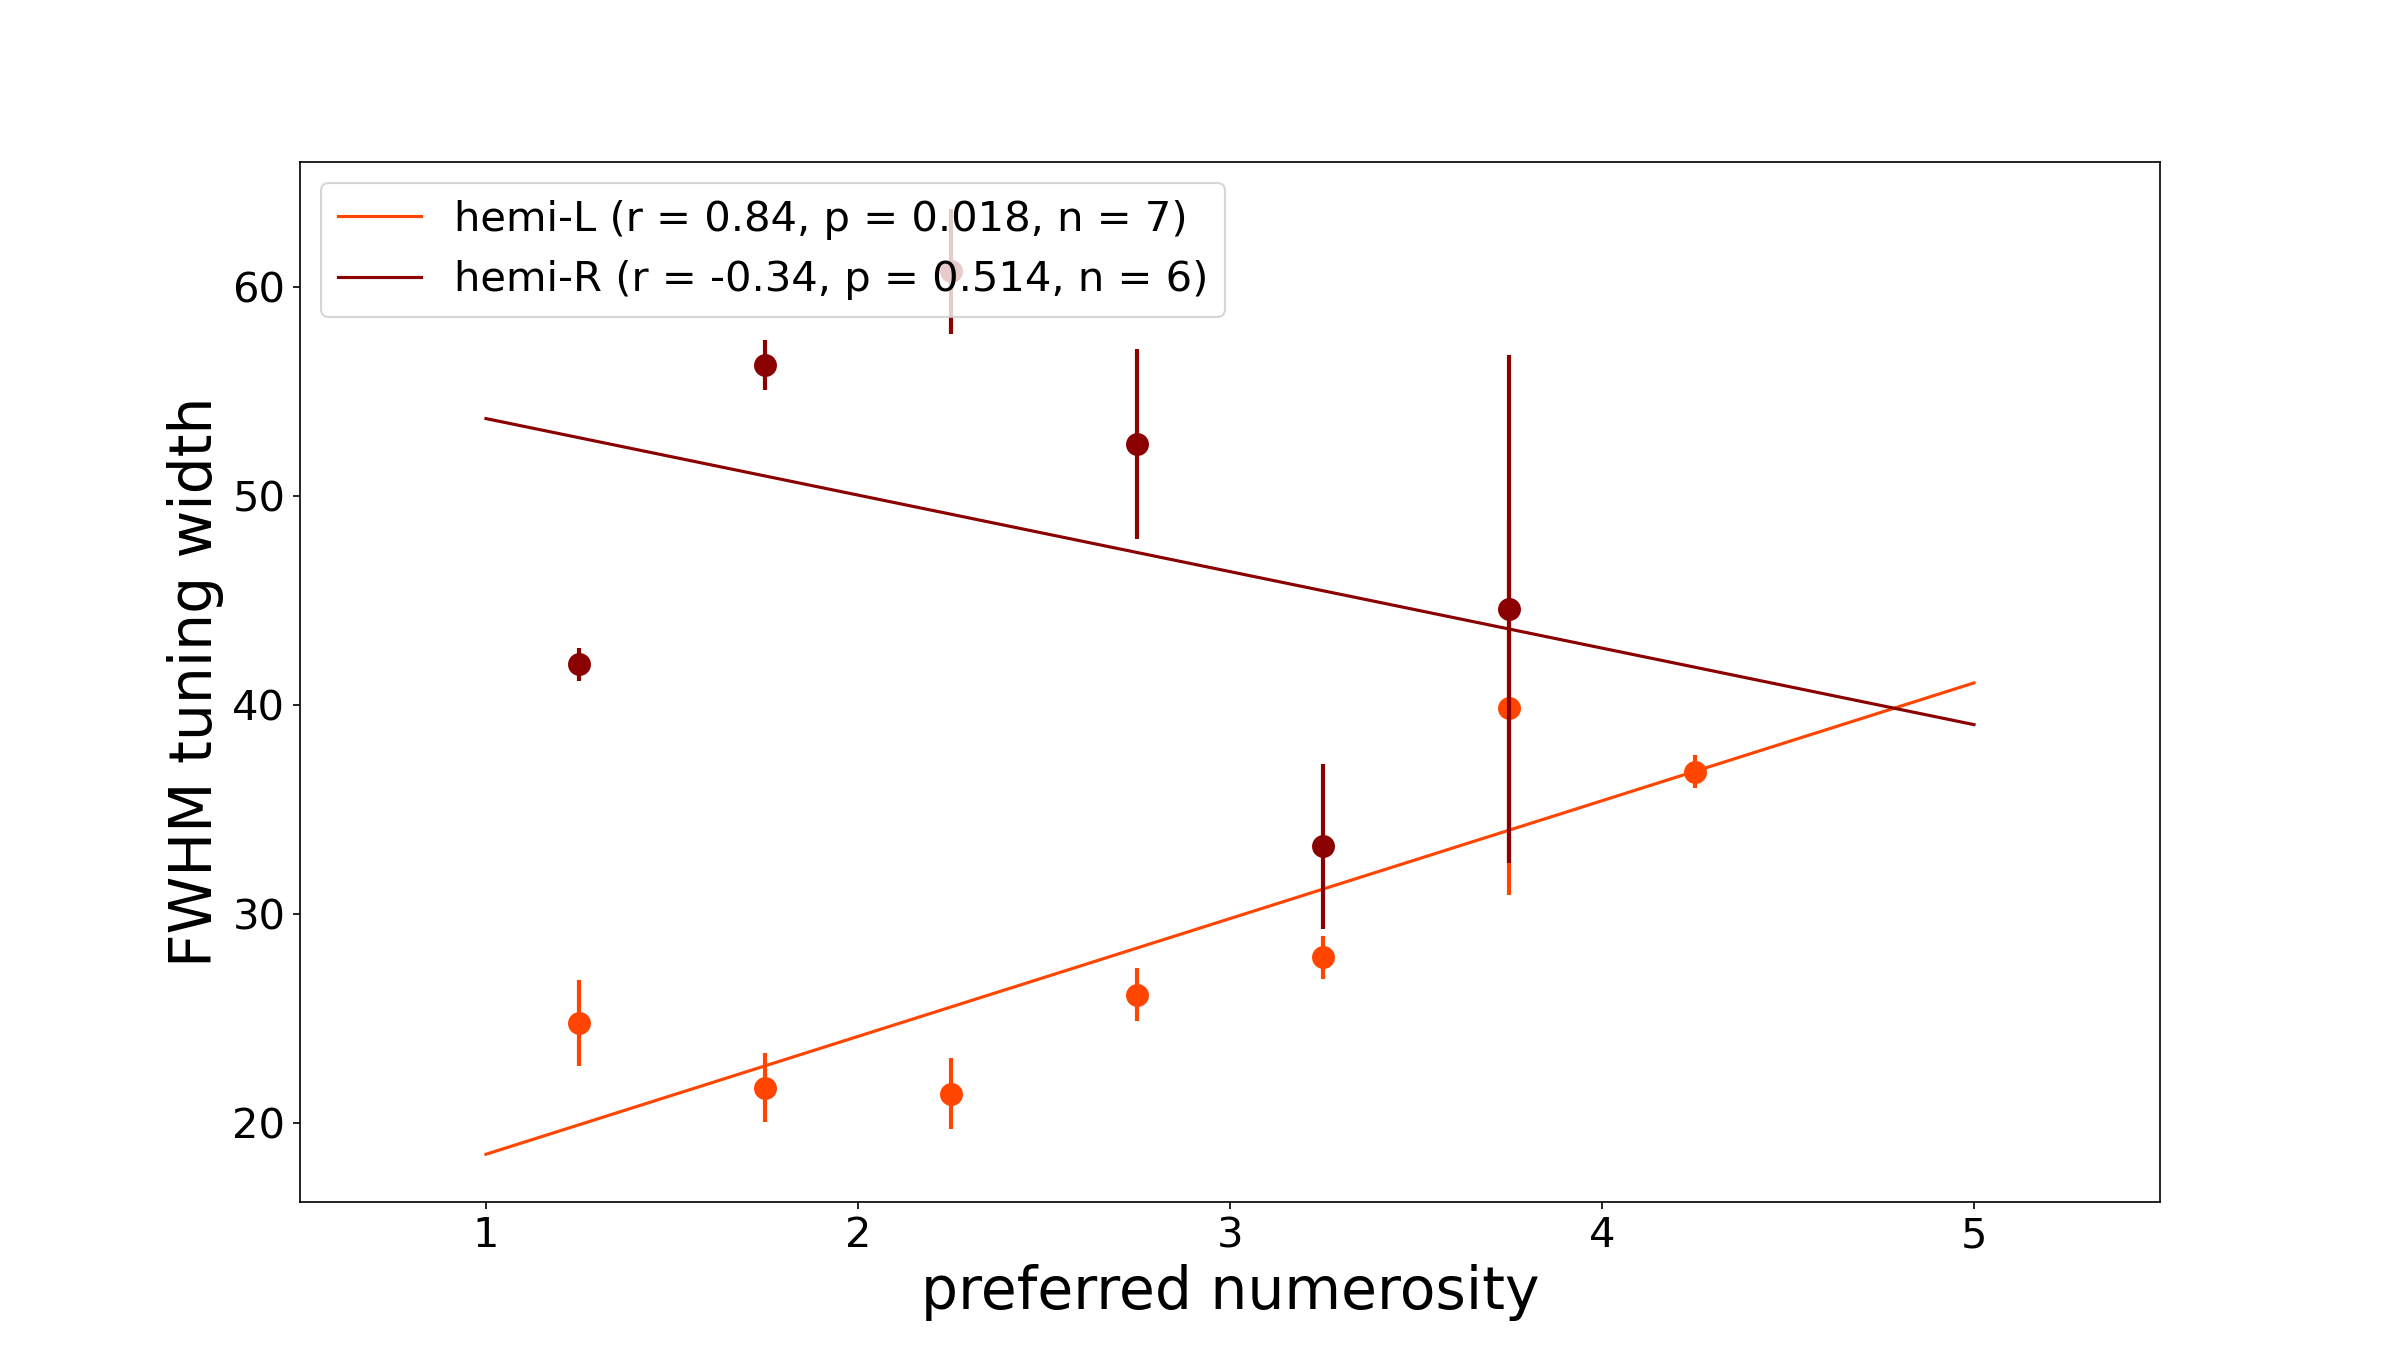 hemi-L (r = 0.84, p = 0.018, n = 7)
hemi-R (r = -0.34, p = 0.514, n = 6)
FWHM tuning width
60
50
40
30
20
1 2 3 4 5
preferred numerosity